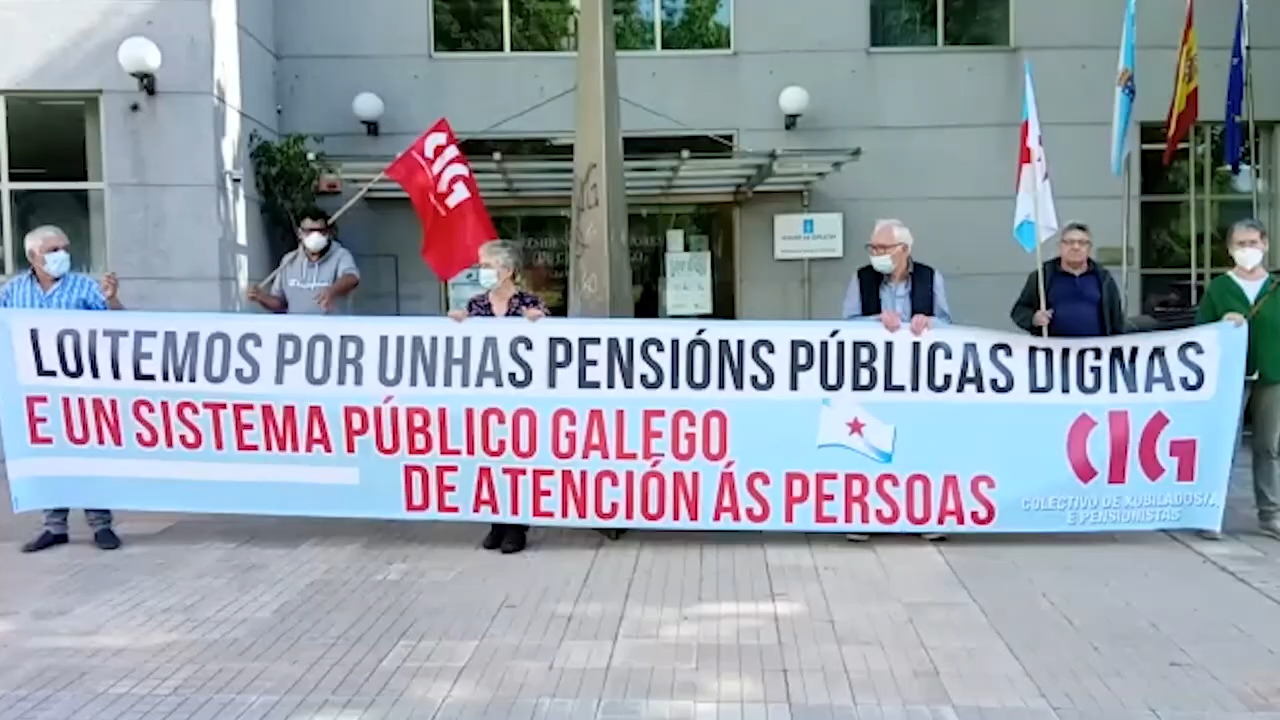 CIG
LOITEMOS POR UNHAS PENSIÓNS PÚBLICAS DIGNAS
E UN SISTEMA PÚBLICO GALEGO
DE ATENCIÓN ÁS PERSOAS
CIG
COLECTIVO DE XUBILADOS/A
E PENSIONISTAS